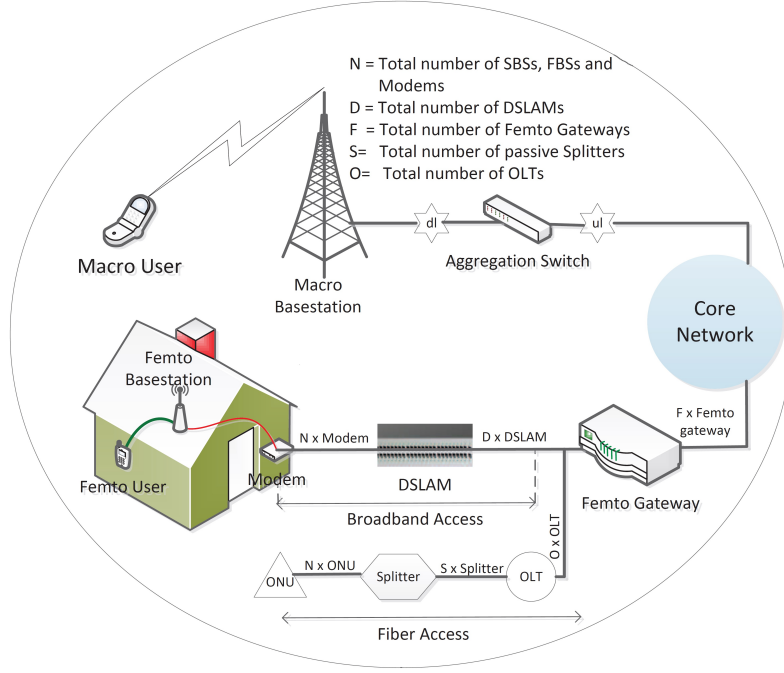 N = Total number of SBSs, FBSs and
Modems
D = Total number of DSLAMs
F = Total number of Femto Gateways
S= Total number of passive Splitters
O= Total number of OLTs
dl
ul
Macro User
Aggregation Switch
Macro
Basestation
Core
Network
Femto
Basestation
F x Femto
gateway
N x Modem
D x DSLAM
Femto User
Modem
DSLAM
Femto Gateway
Broadband Access
O x OLT
ONU
N x ONU
Splitter
S x Splitter
OLT
Fiber Access